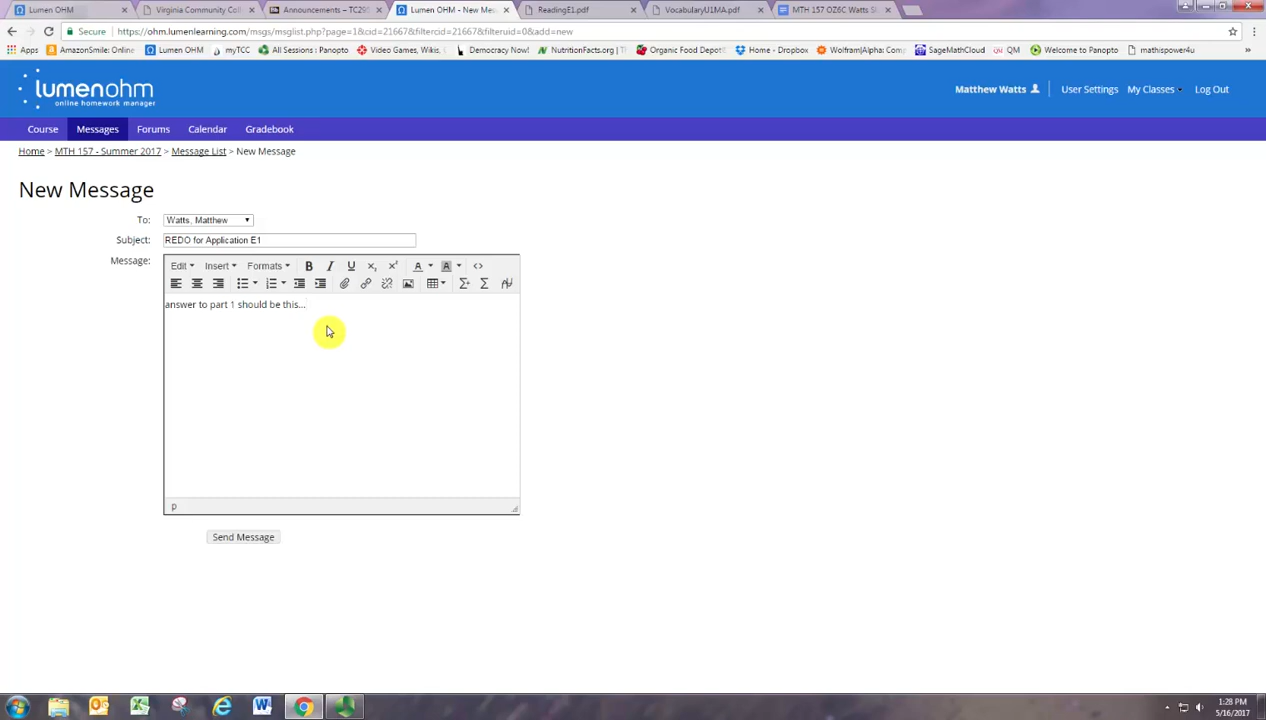 Lumen OHM
Virginia Community Coll
Announcements – TC295
Lumen OHM - New Mes
ReadingE1.pdf
VocabularyU1MA.pdf
MTH 157 OZ6C Watts S
Secure
https://ohm.lumenlearning.com/msgs/msglist.php?page=1&cid=21667&filtercid=21667&filteruid=0&add=new
Apps
AmazonSmile: Online
Lumen OHM
myTCC
All Sessions : Panopto
Video Games, Wikis,
Democracy Now!
NutritionFacts.org | T
Organic Food Depot
Home - Dropbox
Wolfram|Alpha: Comp
SageMathCloud
QM
Welcome to Panopto
mathispower4u
»
lumenohm
online homework manager
Matthew Watts
User Settings
My Classes
Log Out
Course
Messages
Forums
Calendar
Gradebook
Home > MTH 157 - Summer 2017 > Message List > New Message
New Message
To: Watts, Matthew
Subject: REDO for Application E1
Message:
Edit
Insert
Formats
B I U x₂ x² A A <>
answer to part 1 should be this...
p
Send Message
1:28 PM
5/16/2017